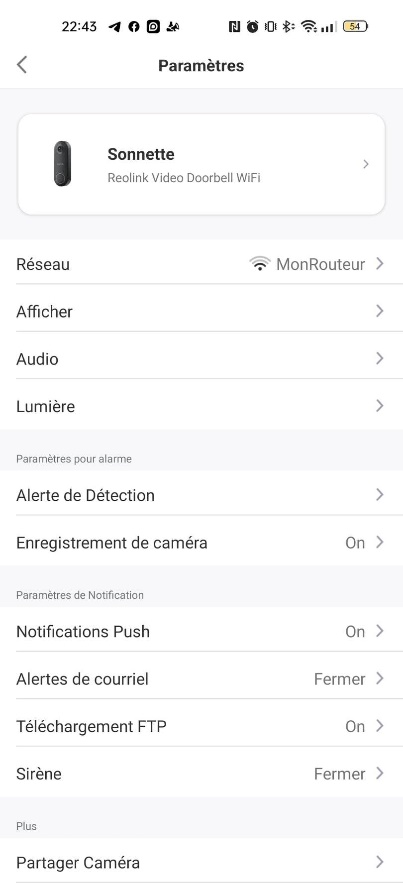 22:43
54
Paramètres
Sonnette
Reolink Video Doorbell WiFi
Réseau MonRouteur
Afficher
Audio
Lumière
Paramètres pour alarme
Alerte de Détection
Enregistrement de caméra On
Paramètres de Notification
Notifications Push On
Alertes de courriel Fermer
Téléchargement FTP On
Sirène Fermer
Plus
Partager Caméra